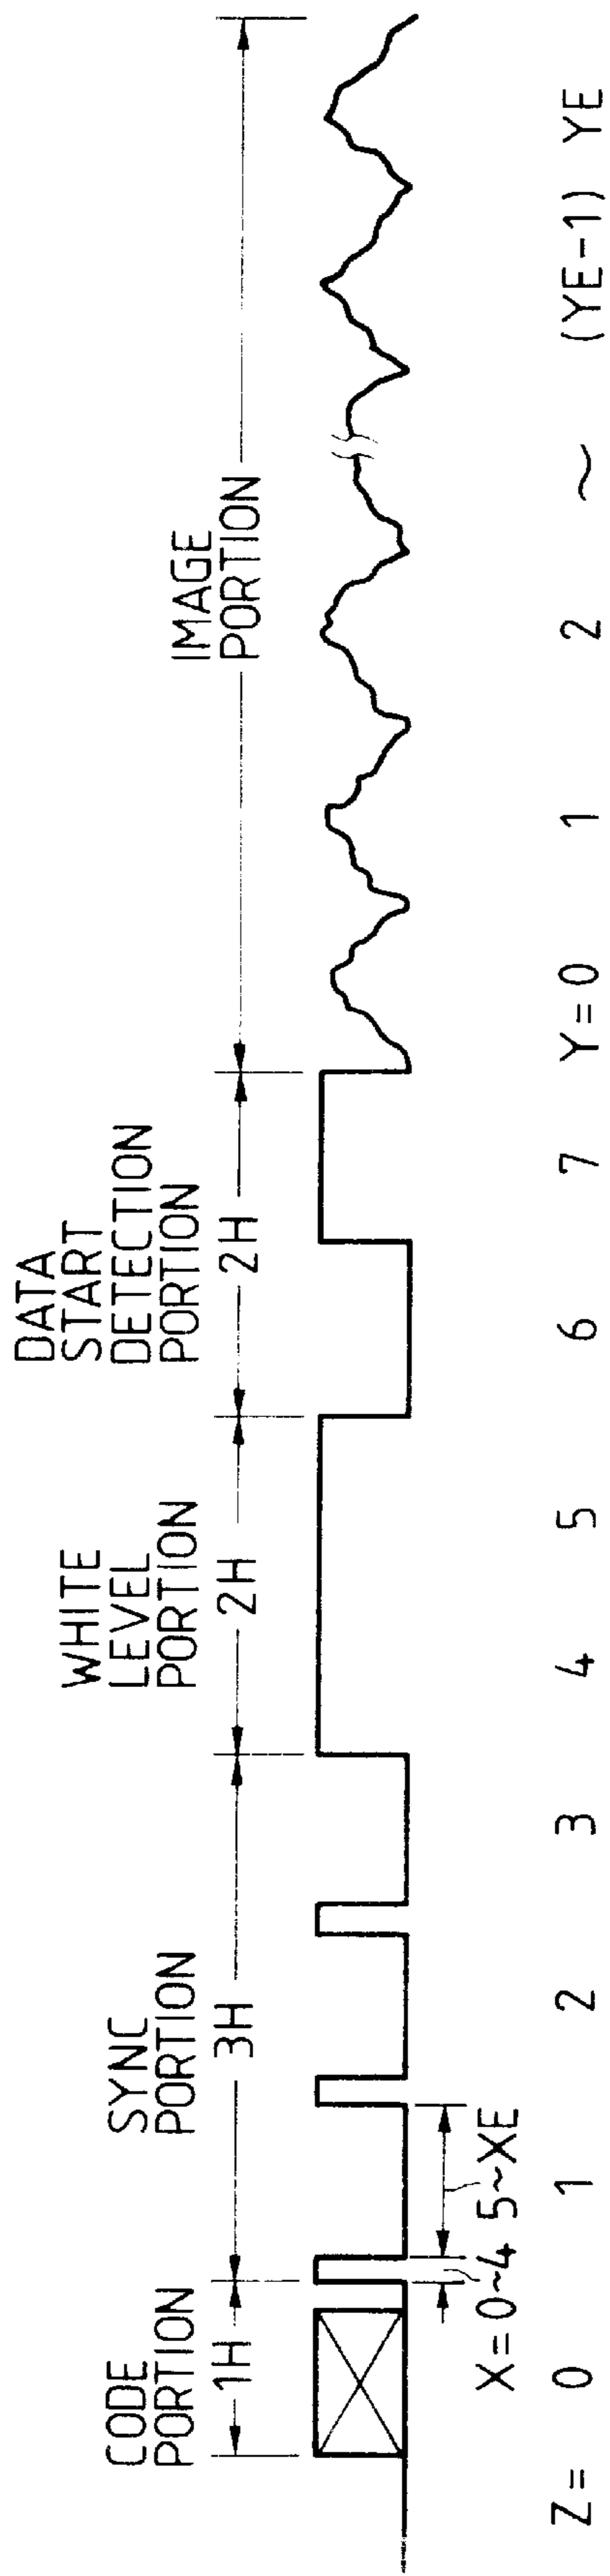 CODE
PORTION
1H
SYNC
PORTION
3H
WHITE
LEVEL
PORTION
2H
DATA
START
DETECTION
PORTION
2H
IMAGE
PORTION
X=0~4 5~XE
Z= 0 1 2 3 4 5 6 7 Y=0 1 2 ~ (YE-1) YE